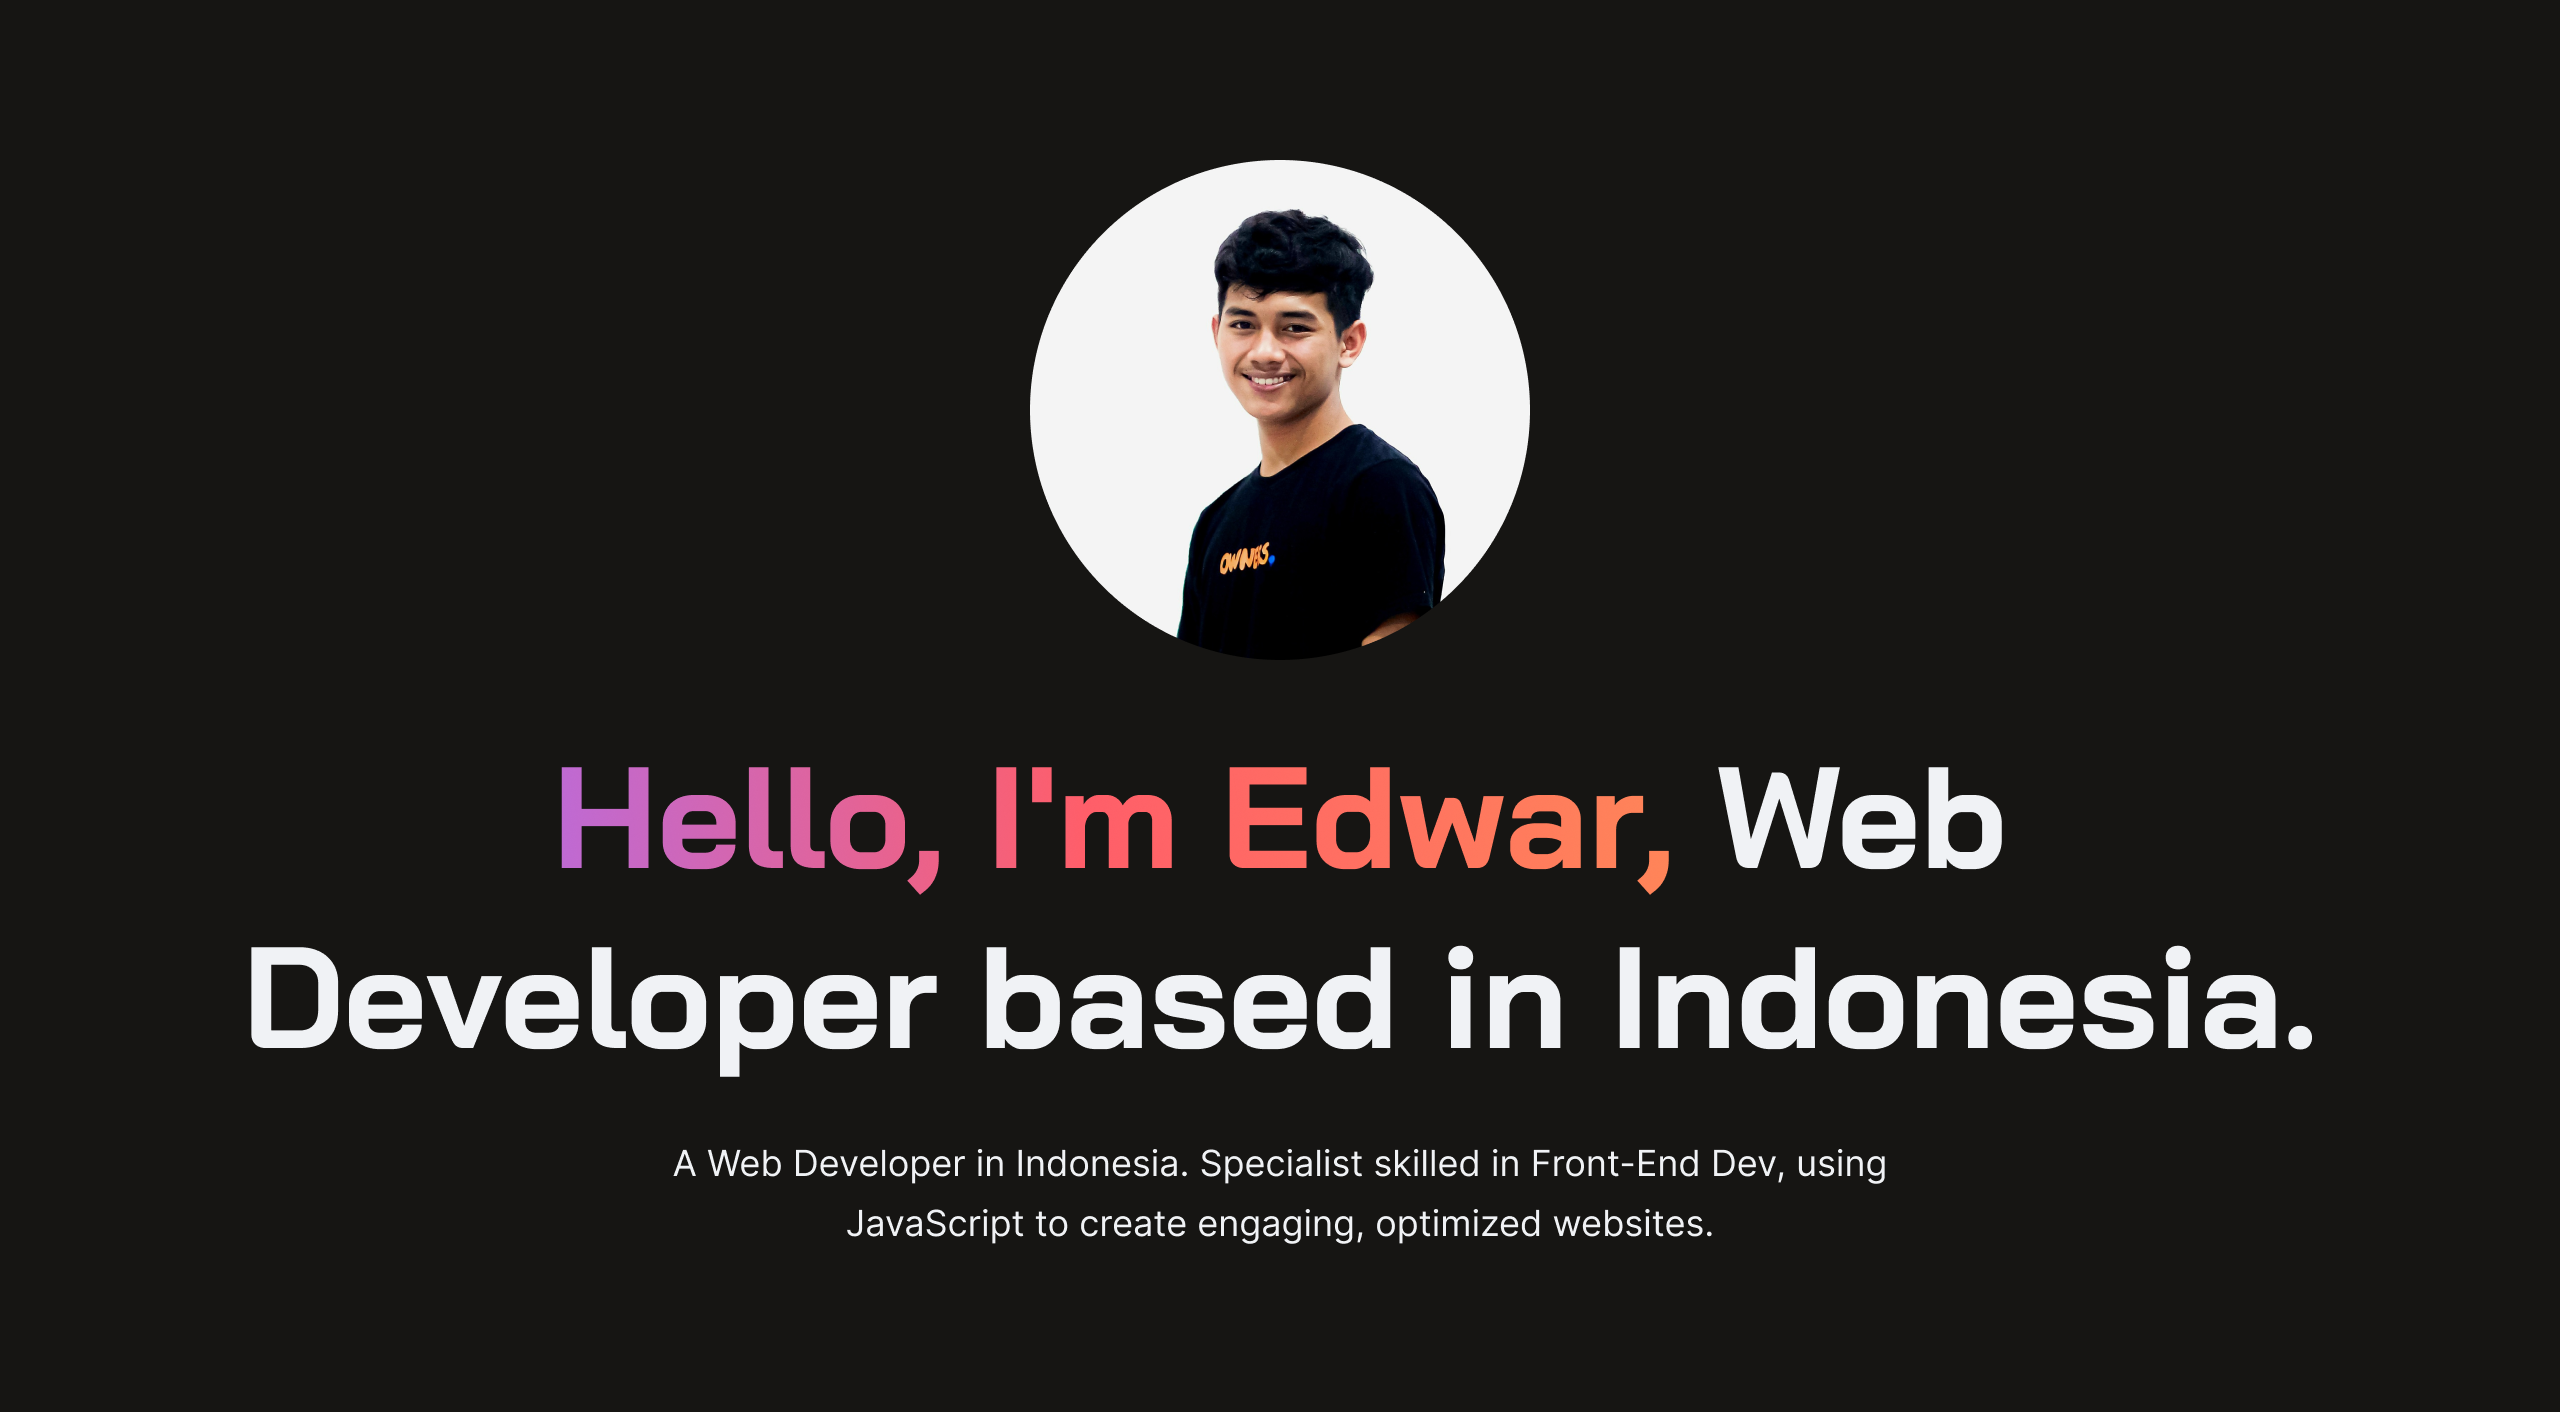 OWNERS.
Hello, I'm Edwar, Web
Developer based in Indonesia.
A Web Developer in Indonesia. Specialist skilled in Front-End Dev, using
JavaScript to create engaging, optimized websites.